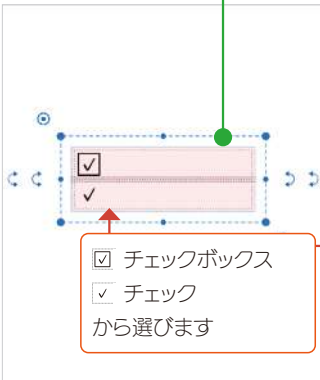 ☑
✓
☑ チェックボックス
✓ チェック
から選びます